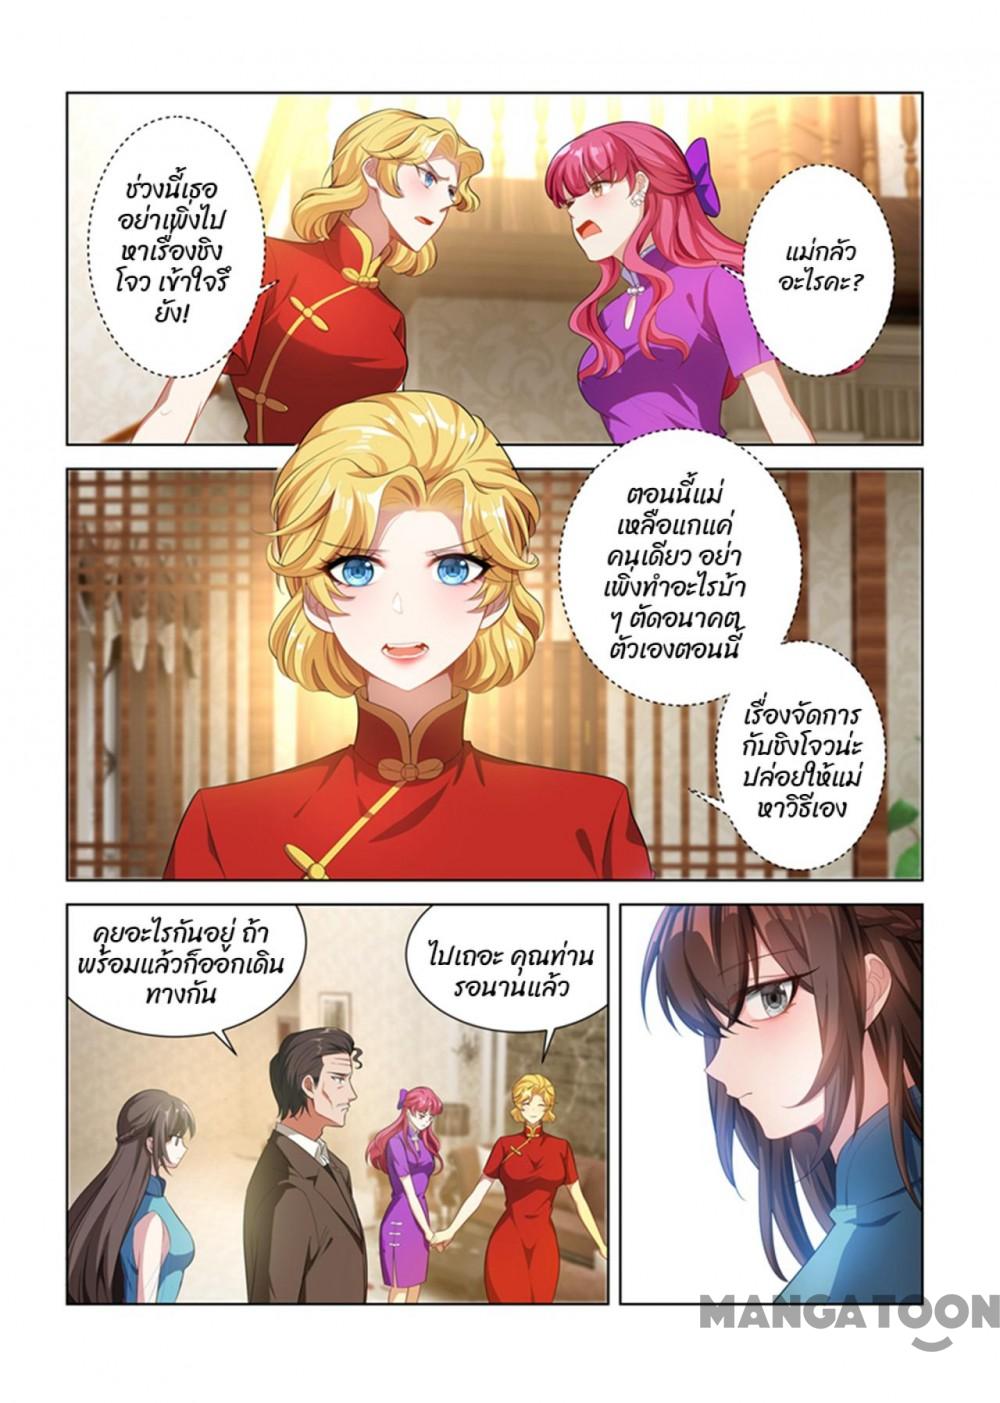 ช่วงนี้เธอ
อย่าเพิ่งไป
หาเรื่องชิง
โจว เข้าใจรึ
ยัง!
แม่กลัว
อะไรคะ?
ตอนนี้แม่
เหลือแกแค่
คนเดียว อย่า
เพิ่งทำอะไรบ้า
ๆ ตัดอนาคต
ตัวเองตอนนี้
เรื่องจัดการ
กับชิงโจวน่ะ
ปล่อยให้แม่
หาวิธีเอง
คุยอะไรกันอยู่ ถ้า
พร้อมแล้วก็ออกเดิน
ทางกัน
ไปเถอะ คุณท่าน
รอนานแล้ว
MANGATOON